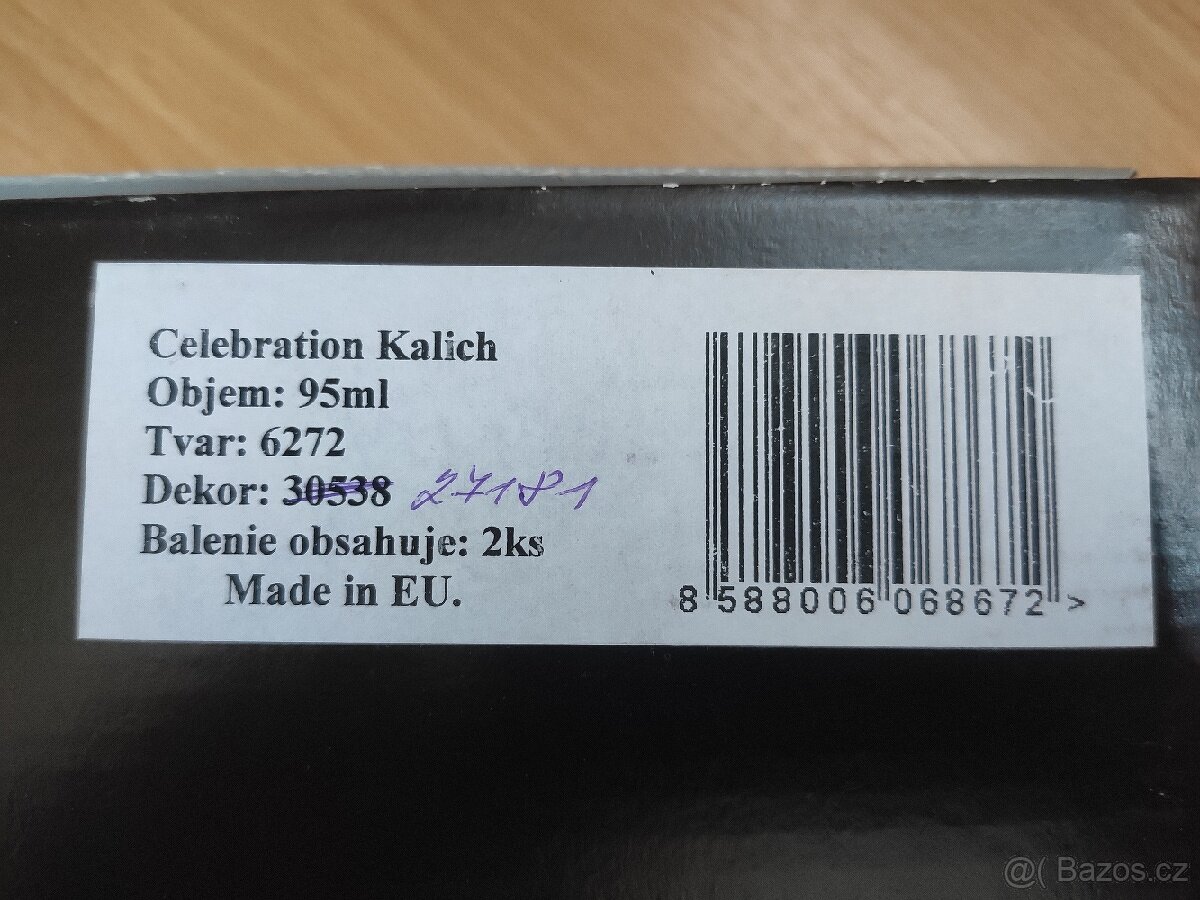 Celebration Kalich
Objem: 95ml
Tvar: 6272
Dekor: 30538 27181
Balenie obsahuje: 2ks
Made in EU.
8 588006 068672 >
@( Bazos.cz